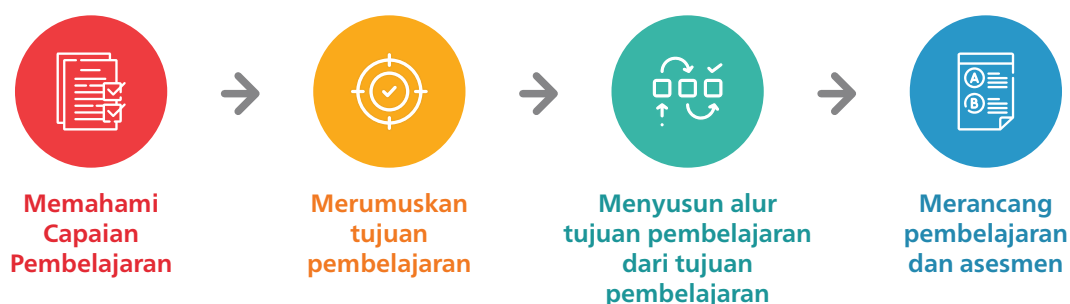 Memahami
Capaian
Pembelajaran
Merumuskan
tujuan
pembelajaran
Menyusun alur
tujuan pembelajaran
dari tujuan
pembelajaran
A
B
Merancang
pembelajaran
dan asesmen